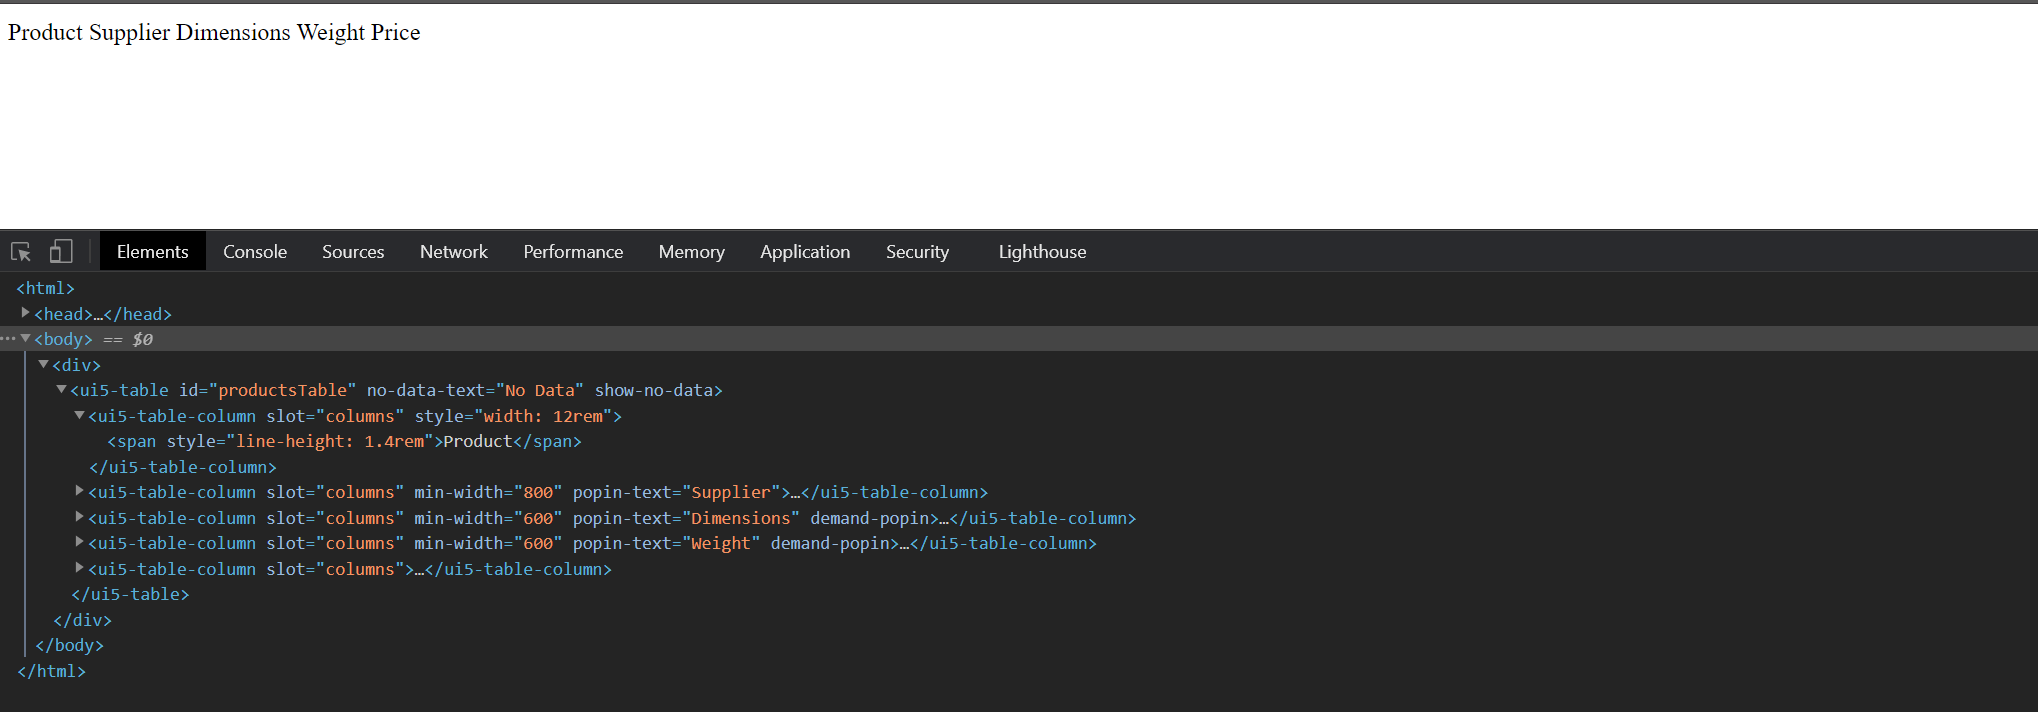 Product Supplier Dimensions Weight Price
Elements Console Sources Network Performance Memory Application Security Lighthouse
<html>
<head>…</head>
<body> == $0
<div>
<ui5-table id="productsTable" no-data-text="No Data" show-no-data>
<ui5-table-column slot="columns" style="width: 12rem">
<span style="line-height: 1.4rem">Product</span>
</ui5-table-column>
<ui5-table-column slot="columns" min-width="800" popin-text="Supplier">…</ui5-table-column>
<ui5-table-column slot="columns" min-width="600" popin-text="Dimensions" demand-popin>…</ui5-table-column>
<ui5-table-column slot="columns" min-width="600" popin-text="Weight" demand-popin>…</ui5-table-column>
<ui5-table-column slot="columns">…</ui5-table-column>
</ui5-table>
</div>
</body>
</html>